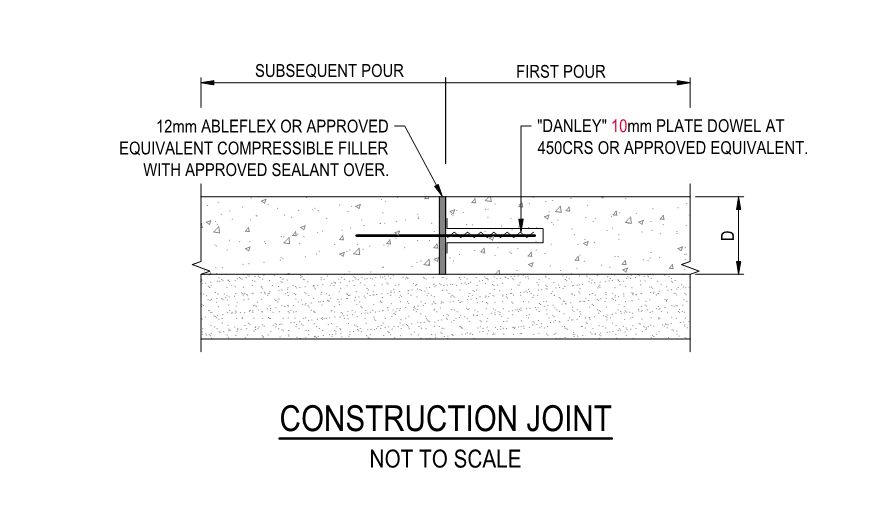 SUBSEQUENT POUR
FIRST POUR
12mm ABLEFLEX OR APPROVED
EQUIVALENT COMPRESSIBLE FILLER
WITH APPROVED SEALANT OVER.
"DANLEY" 10mm PLATE DOWEL AT
450CRS OR APPROVED EQUIVALENT.
D
CONSTRUCTION JOINT
NOT TO SCALE